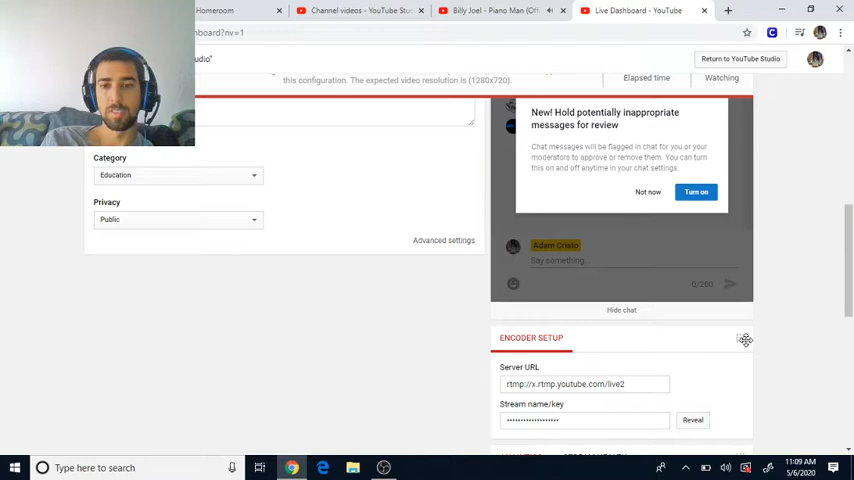 Homeroom
Channel videos - YouTube Stu
Billy Joel - Piano Man (Off
Live Dashboard - YouTube
board?nv=1
udio"
Return to YouTube Studio
this configuration. The expected video resolution is (1280x720).
Elapsed time
Watching
New! Hold potentially inappropriate
messages for review
Chat messages will be flagged in chat for you or your
moderators to approve or remove them. You can turn
this on and off anytime in your chat settings.
Not now
Turn on
Category
Education
Privacy
Public
Advanced settings
Adam Cristo
Say something...
0/200
Hide chat
ENCODER SETUP
Server URL
rtmp://x.rtmp.youtube.com/live2
Stream name/key
••••••••••••••••••••
Reveal
Type here to search
11:09 AM
5/6/2020